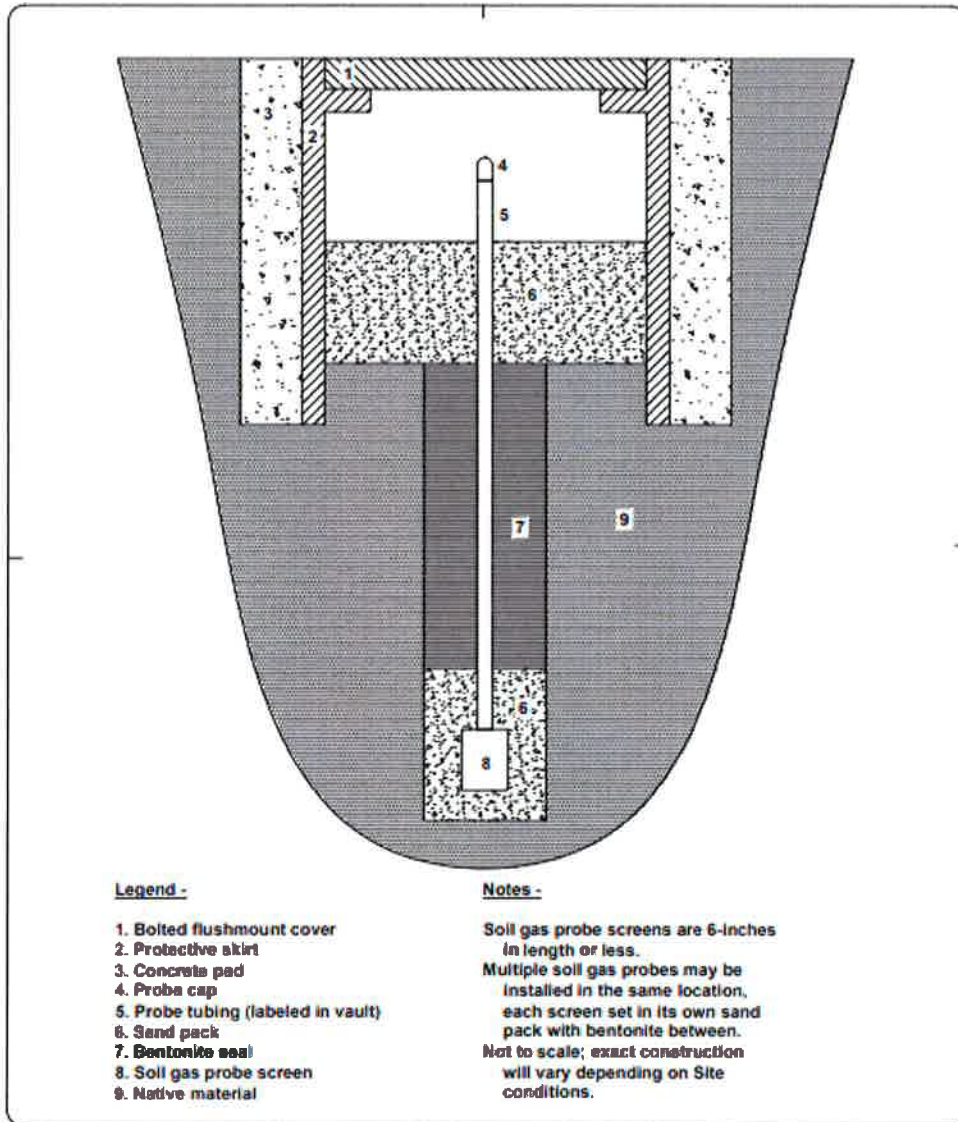 1
3
2
3
4
5
6
7
9
6
8
Legend -
1. Bolted flushmount cover
2. Protective skirt
3. Concrete pad
4. Probe cap
5. Probe tubing (labeled in vault)
6. Sand pack
7. Bentonite seal
8. Soil gas probe screen
9. Native material
Notes -
Soil gas probe screens are 6-inches
in length or less.
Multiple soil gas probes may be
installed in the same location,
each screen set in its own sand
pack with bentonite between.
Not to scale; exact construction
will vary depending on Site
conditions.